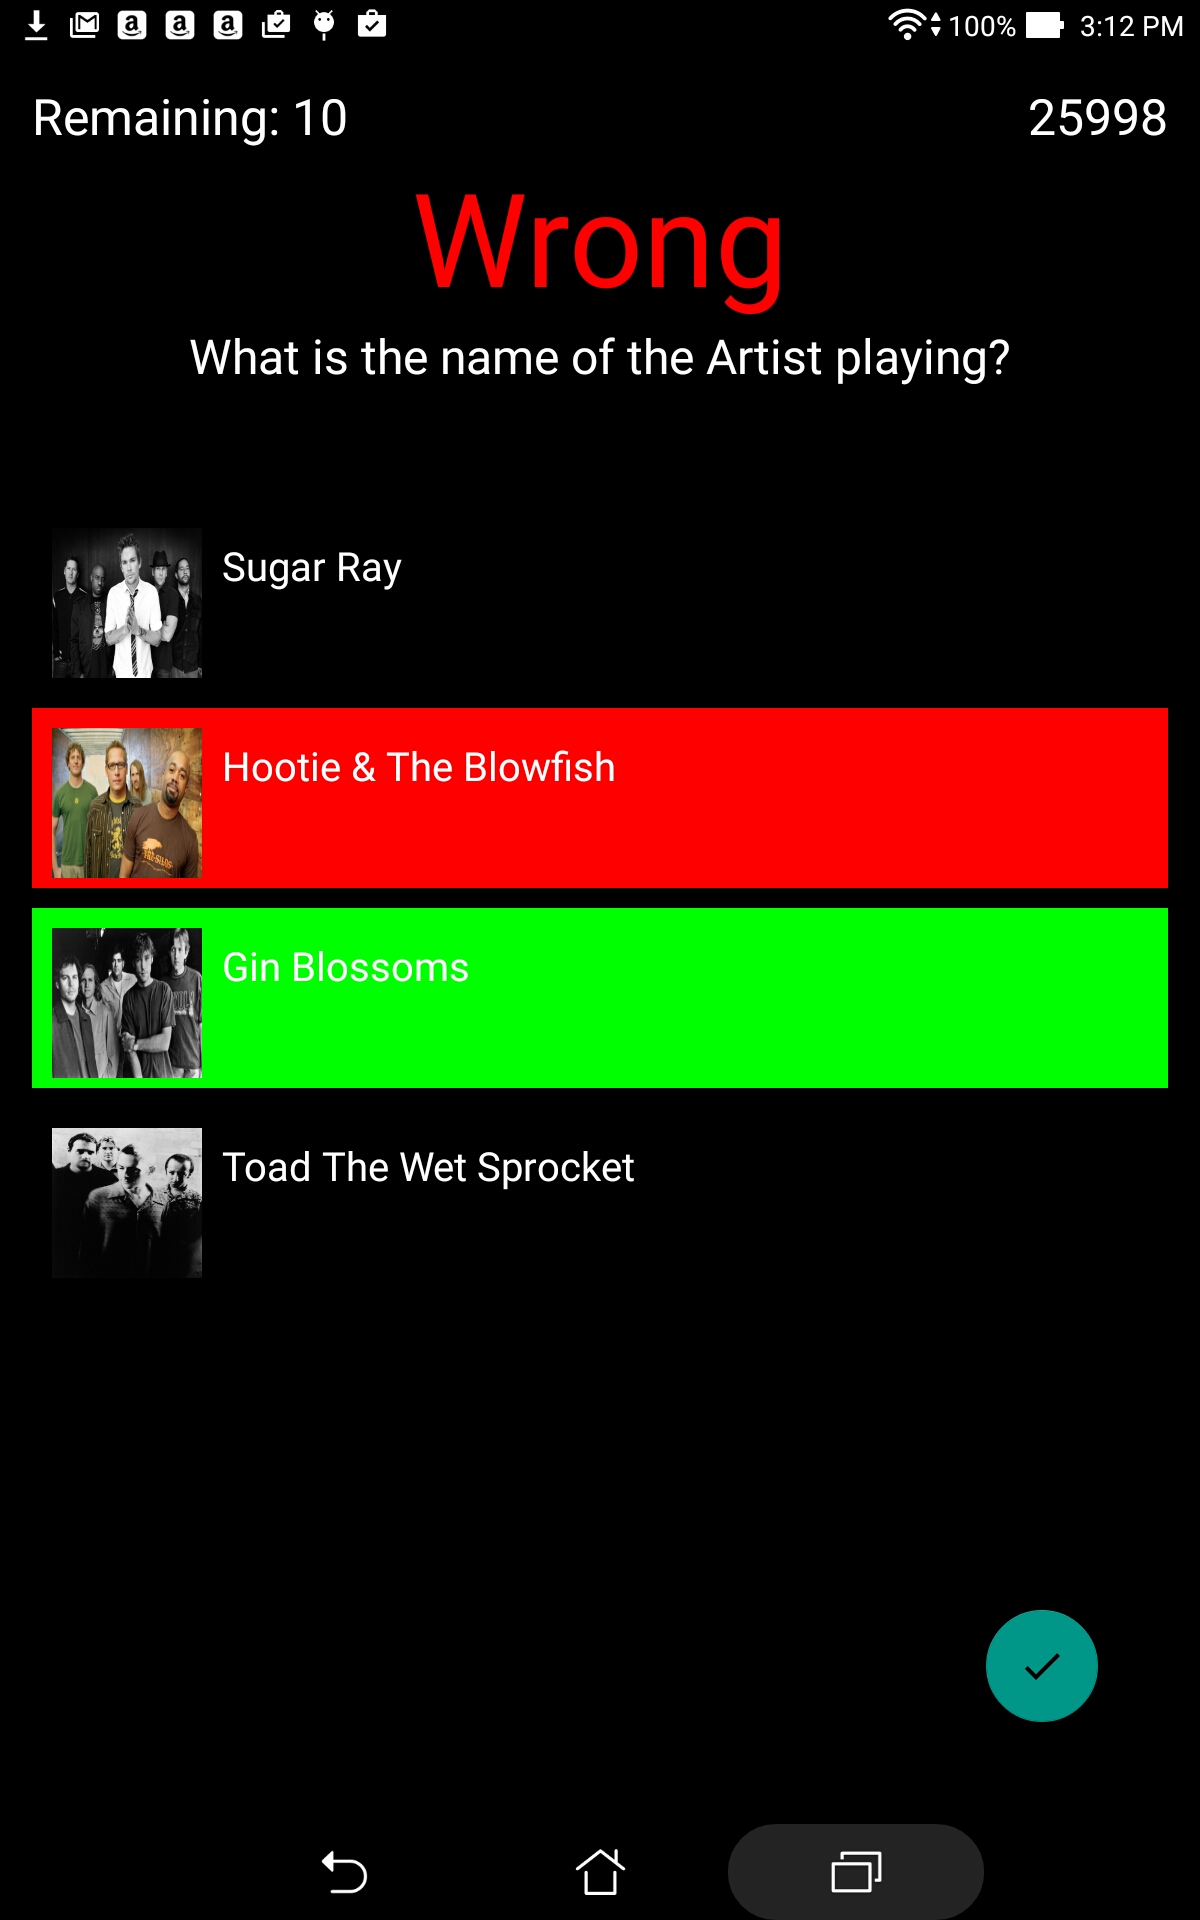 100% 3:12 PM
Remaining: 10 25998
Wrong
What is the name of the Artist playing?
Sugar Ray
Hootie & The Blowfish
Gin Blossoms
Toad The Wet Sprocket